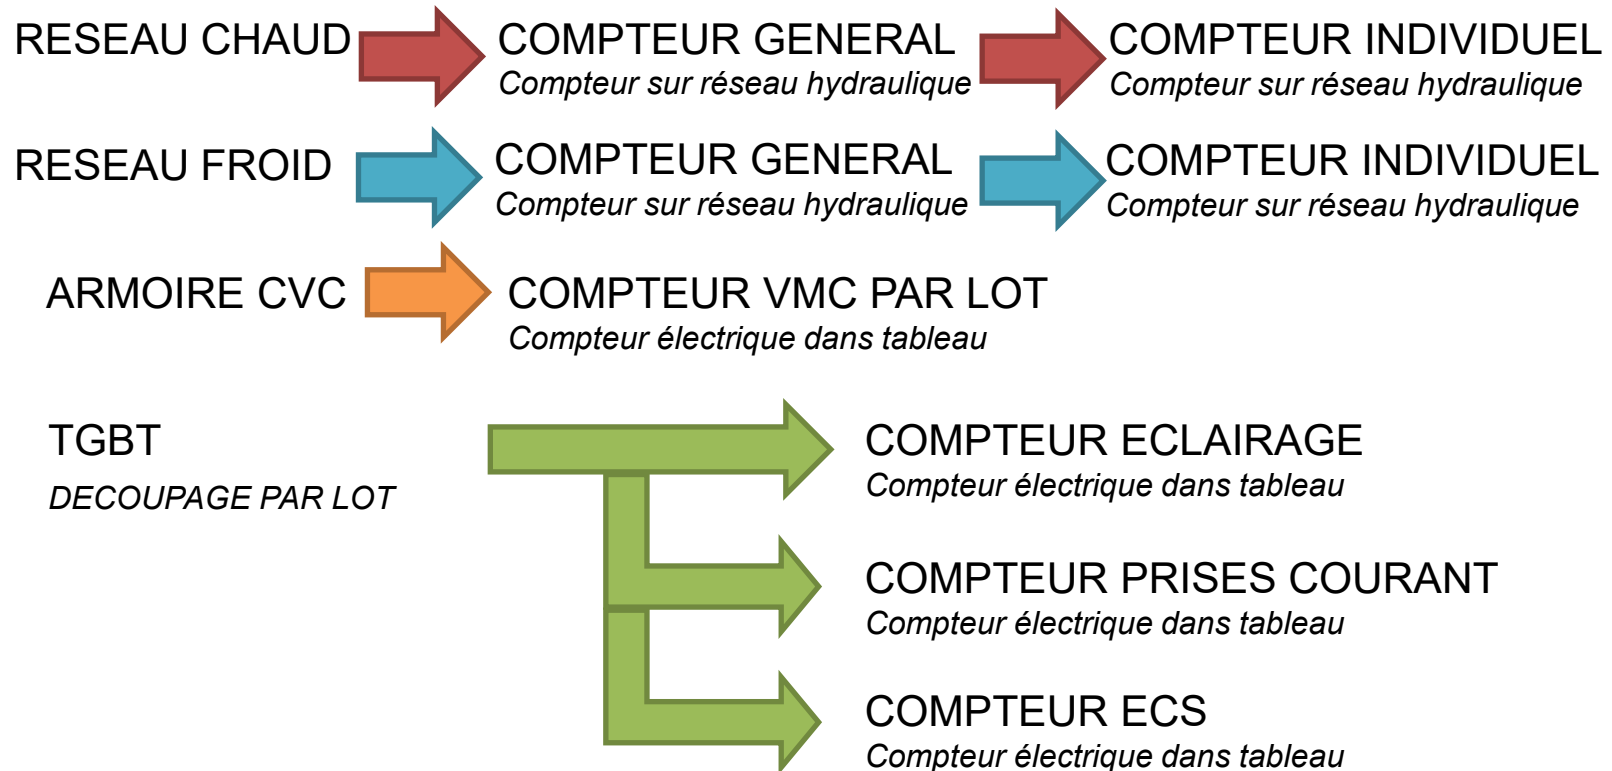 RESEAU CHAUD
COMPTEUR GENERAL
Compteur sur réseau hydraulique
COMPTEUR INDIVIDUEL
Compteur sur réseau hydraulique
RESEAU FROID
COMPTEUR GENERAL
Compteur sur réseau hydraulique
COMPTEUR INDIVIDUEL
Compteur sur réseau hydraulique
ARMOIRE CVC
COMPTEUR VMC PAR LOT
Compteur électrique dans tableau
TGBT
DECOUPAGE PAR LOT
COMPTEUR ECLAIRAGE
Compteur électrique dans tableau
COMPTEUR PRISES COURANT
Compteur électrique dans tableau
COMPTEUR ECS
Compteur électrique dans tableau